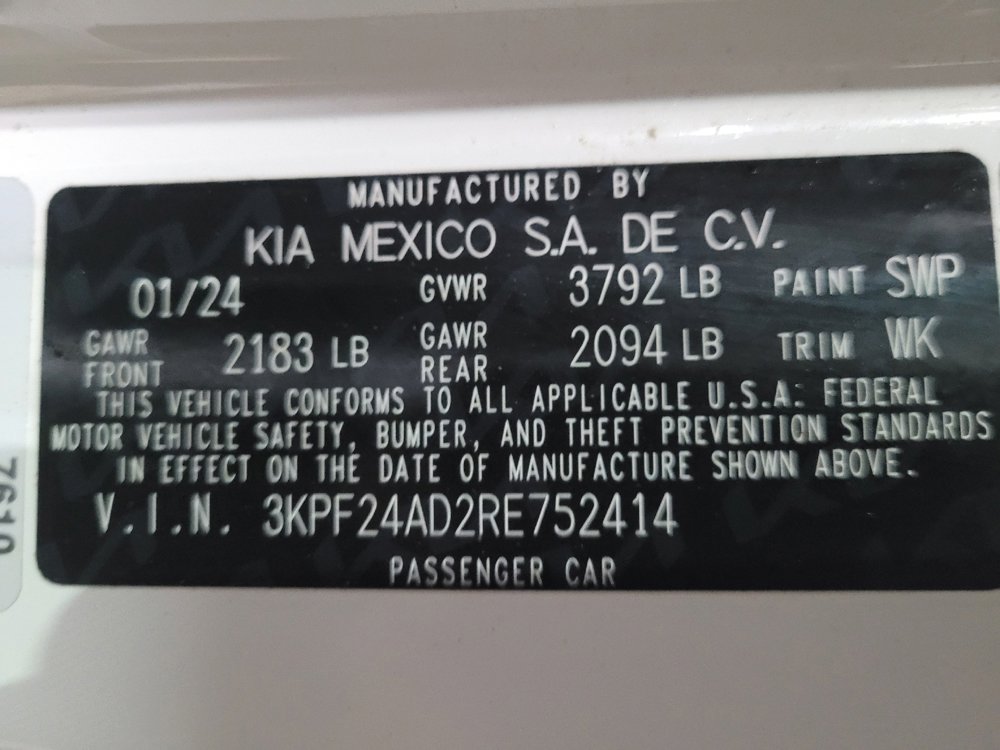 MANUFACTURED BY
KIA MEXICO S.A. DE C.V.
01/24 GVWR 3792 LB PAINT SWP
GAWR FRONT 2183 LB GAWR REAR 2094 LB TRIM WK
THIS VEHICLE CONFORMS TO ALL APPLICABLE U.S.A. FEDERAL
MOTOR VEHICLE SAFETY, BUMPER, AND THEFT PREVENTION STANDARDS
IN EFFECT ON THE DATE OF MANUFACTURE SHOWN ABOVE.
V.I.N. 3KPF24AD2RE752414
PASSENGER CAR